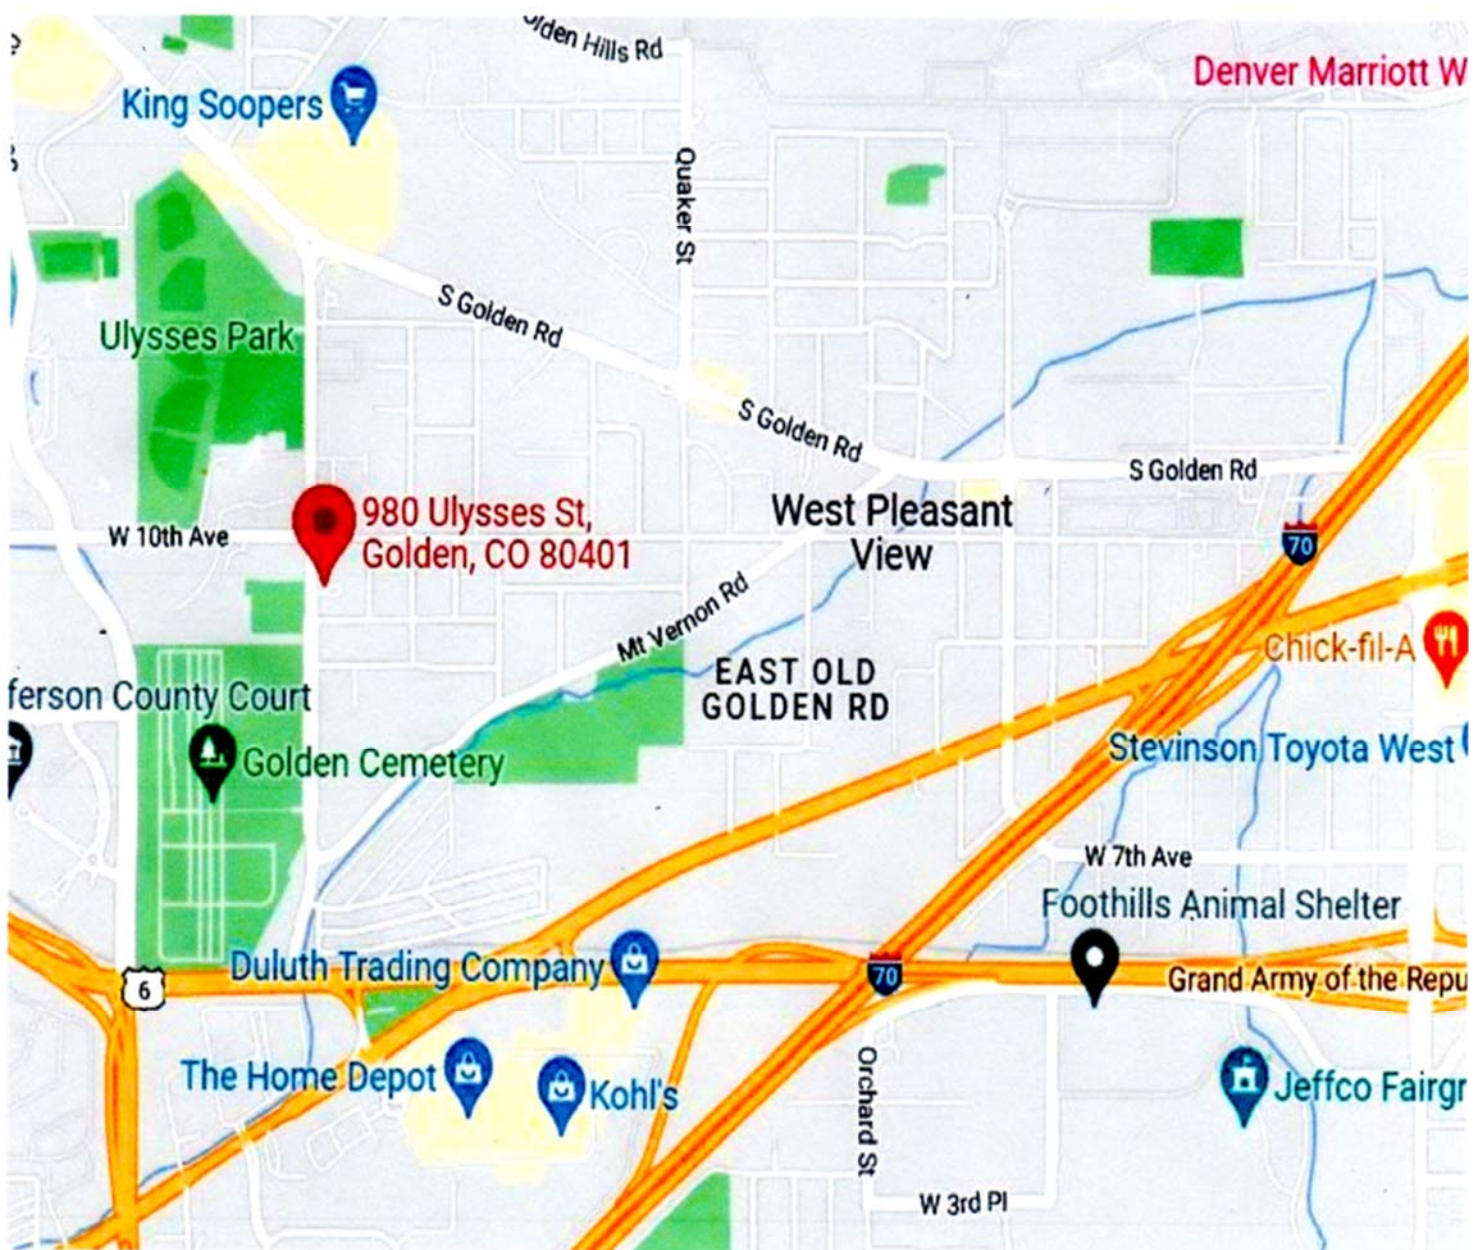 olden Hills Rd
Denver Marriott W
King Soopers
Quaker St
S Golden Rd
Ulysses Park
S Golden Rd
S Golden Rd
980 Ulysses St,
Golden, CO 80401
W 10th Ave
West Pleasant
View
70
Mt Vernon Rd
Chick-fil-A
EAST OLD
GOLDEN RD
ferson County Court
Golden Cemetery
Stevinson Toyota West
W 7th Ave
Foothills Animal Shelter
Duluth Trading Company
70
Grand Army of the Repu
6
The Home Depot
Kohl's
Orchard St
Jeffco Fairgr
W 3rd Pl